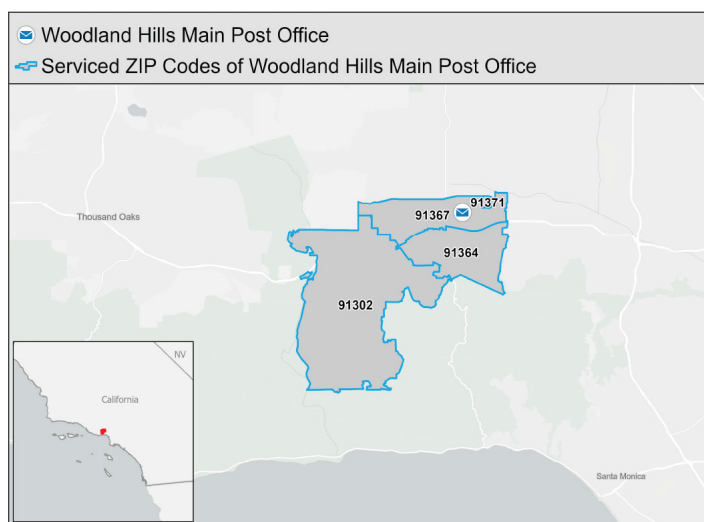 Woodland Hills Main Post Office
Serviced ZIP Codes of Woodland Hills Main Post Office
91371
91367
Thousand Oaks
91364
91302
NV
California
Santa Monica